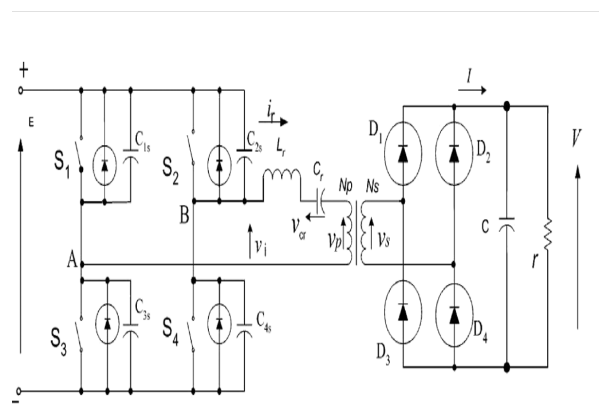 +
E
S1
C1s
S2
C2s
ir
Lr
Cr
vcr
Np
Ns
B
A
vi
vp
vs
S3
C3s
S4
C4s
D1
D2
D3
D4
I
C
r
V
-